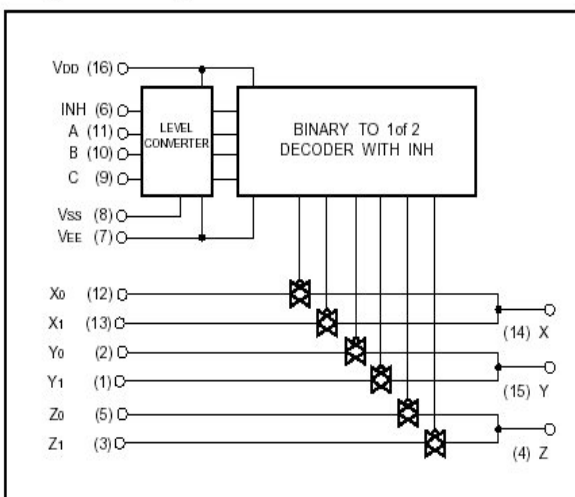 VDD (16)
INH (6)
A (11)
B (10)
C (9)
LEVEL
CONVERTER
BINARY TO 1of 2
DECODER WITH INH
VSS (8)
VEE (7)
X0 (12)
X1 (13)
(14) X
Y0 (2)
Y1 (1)
(15) Y
Z0 (5)
Z1 (3)
(4) Z